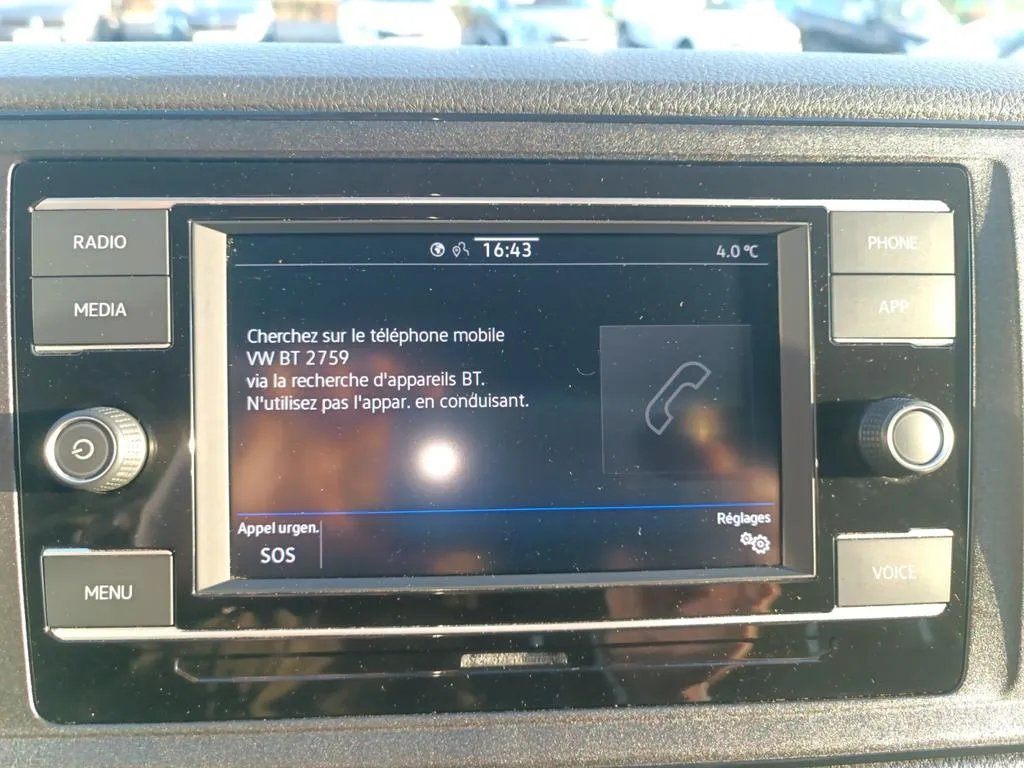 RADIO
MEDIA
MENU
16:43
4.0 °C
Cherchez sur le téléphone mobile
VW BT 2759
via la recherche d'appareils BT.
N'utilisez pas l'appar. en conduisant.
Appel urgen.
SOS
Réglages
PHONE
APP
VOICE